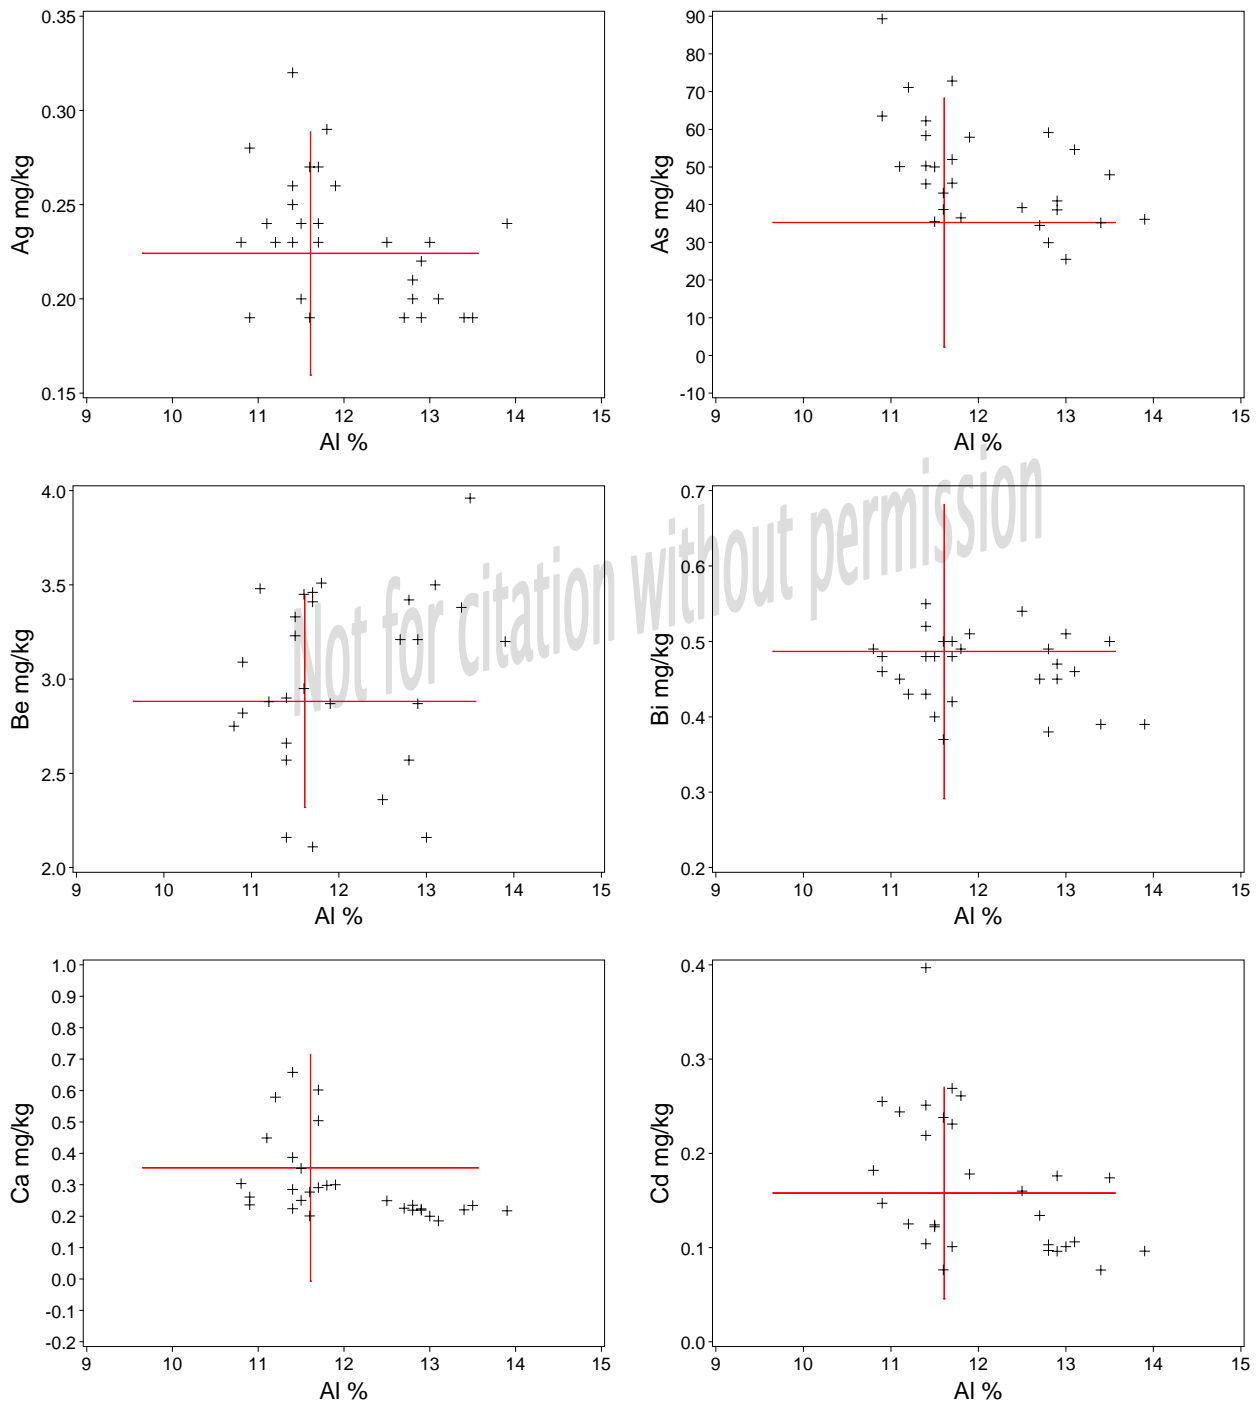 0.35
0.30
0.25
0.20
0.15
Ag mg/kg
9 10 11 12 13 14 15
Al %
90
80
70
60
50
40
30
20
10
0
-10
As mg/kg
9 10 11 12 13 14 15
Al %
Not for citation without permission
4.0
3.5
3.0
2.5
2.0
Be mg/kg
9 10 11 12 13 14 15
Al %
0.7
0.6
0.5
0.4
0.3
0.2
Bi mg/kg
9 10 11 12 13 14 15
Al %
1.0
0.9
0.8
0.7
0.6
0.5
0.4
0.3
0.2
0.1
0.0
-0.1
-0.2
Ca mg/kg
9 10 11 12 13 14 15
Al %
0.4
0.3
0.2
0.1
0.0
Cd mg/kg
9 10 11 12 13 14 15
Al %